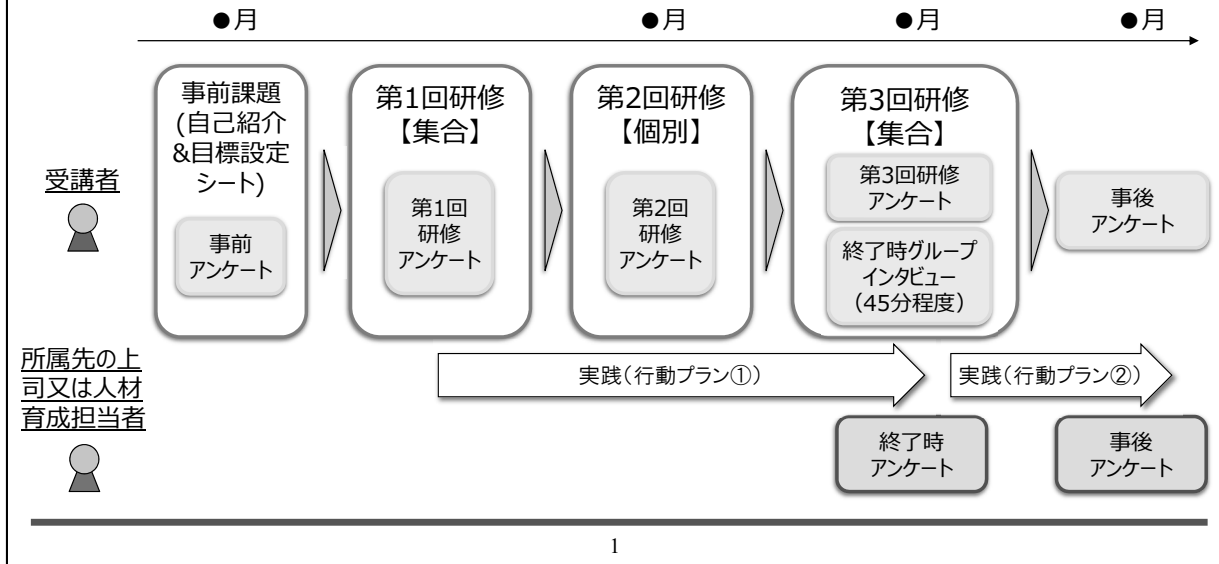 ●月
●月
●月
●月
事前課題
(自己紹介
&目標設定
シート)
事前
アンケート
第1回研修
【集合】
第1回
研修
アンケート
第2回研修
【個別】
第2回
研修
アンケート
第3回研修
【集合】
第3回研修
アンケート
終了時グループ
インタビュー
（45分程度）
事後
アンケート
受講者
所属先の上
司又は人材
育成担当者
実践（行動プラン①）
実践（行動プラン②）
終了時
アンケート
事後
アンケート
1